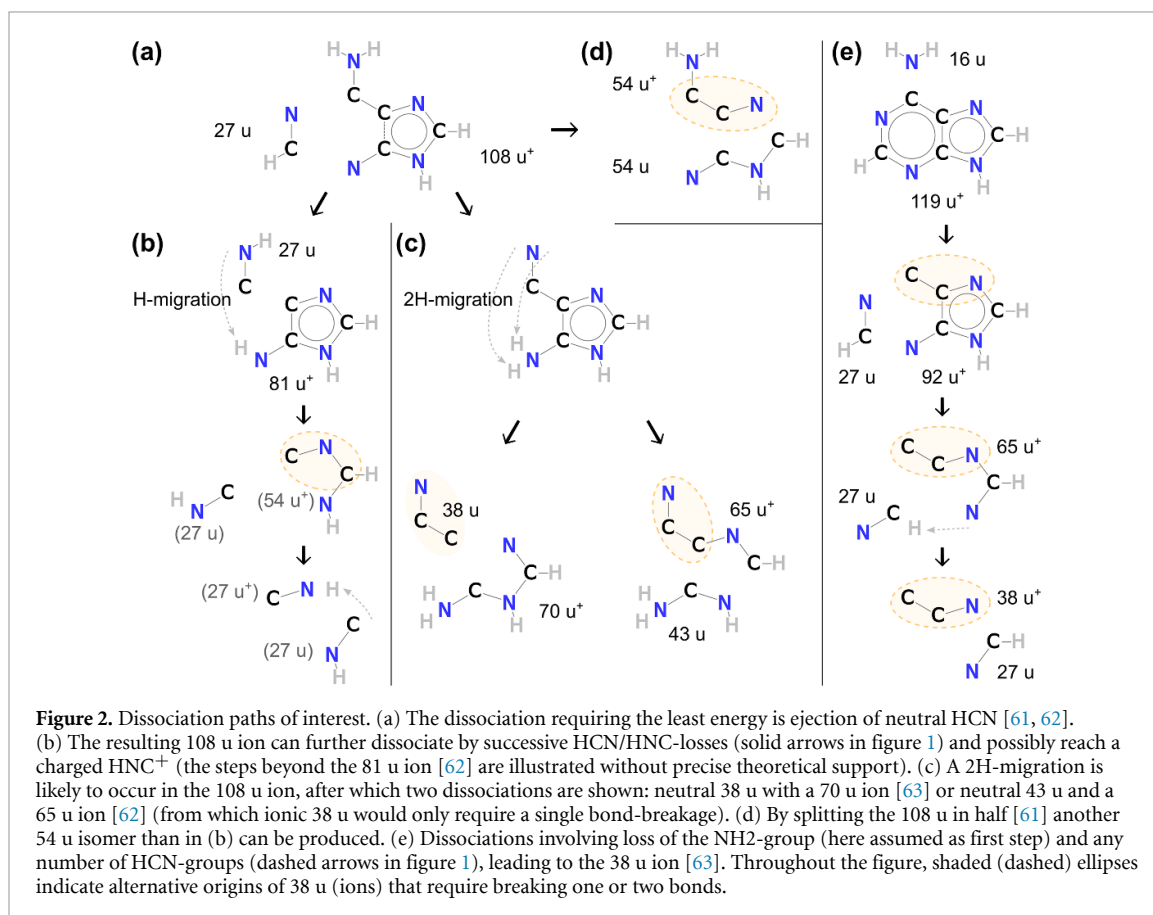 (a)
H H
N
C
N
C
N
27 u
C
H
C H
C
N
N
H
108 u⁺
(d)
H H
N
54 u⁺
C
C
N
C H
54 u
C
N
N
H
(e)
H H
N
16 u
C
N
N
C
C H
C
C
H
N
N
H
119 u⁺
(b)
H
N
27 u
C
H-migration
C
N
C H
H
C
N
N
H
81 u⁺
C
N
C H
H
C
N
(27 u)
(54 u⁺)
N
H
(27 u⁺)
C
N
H
C
(27 u)
N
H
(c)
N
C
2H-migration
N
C
C H
H
C
N
N
H
H
N
38 u
C
C
N
C H
H
C
N
N
H
H
70 u⁺
N
65 u⁺
C
C
N
C H
H
C
N
N
H
H
43 u
C
N
C
N
C H
C
C
H
N
N
H
27 u
92 u⁺
C
65 u⁺
C
N
27 u
C H
C
N
H
N
C
38 u⁺
C
N
C H
N
27 u
Figure 2. Dissociation paths of interest. (a) The dissociation requiring the least energy is ejection of neutral HCN [61, 62].
(b) The resulting 108 u ion can further dissociate by successive HCN/HNC-losses (solid arrows in figure 1) and possibly reach a
charged HNC⁺ (the steps beyond the 81 u ion [62] are illustrated without precise theoretical support). (c) A 2H-migration is
likely to occur in the 108 u ion, after which two dissociations are shown: neutral 38 u with a 70 u ion [63] or neutral 43 u and a
65 u ion [62] (from which ionic 38 u would only require a single bond-breakage). (d) By splitting the 108 u in half [61] another
54 u isomer than in (b) can be produced. (e) Dissociations involving loss of the NH2-group (here assumed as first step) and any
number of HCN-groups (dashed arrows in figure 1), leading to the 38 u ion [63]. Throughout the figure, shaded (dashed) ellipses
indicate alternative origins of 38 u (ions) that require breaking one or two bonds.